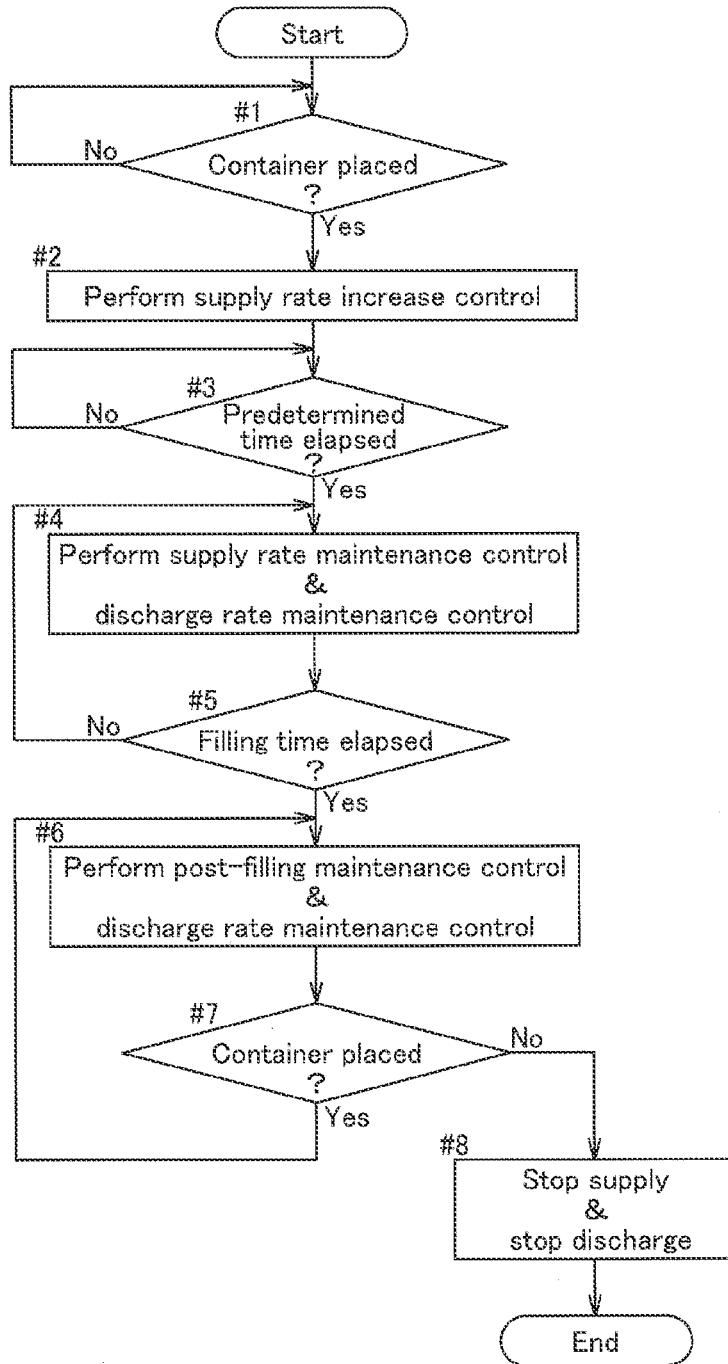 Start
#1
No
Container placed
?
Yes
#2
Perform supply rate increase control
#3
No
Predetermined
time elapsed
?
Yes
#4
Perform supply rate maintenance control
&
discharge rate maintenance control
#5
No
Filling time elapsed
?
Yes
#6
Perform post-filling maintenance control
&
discharge rate maintenance control
#7
No
Container placed
?
Yes
#8
Stop supply
&
stop discharge
End